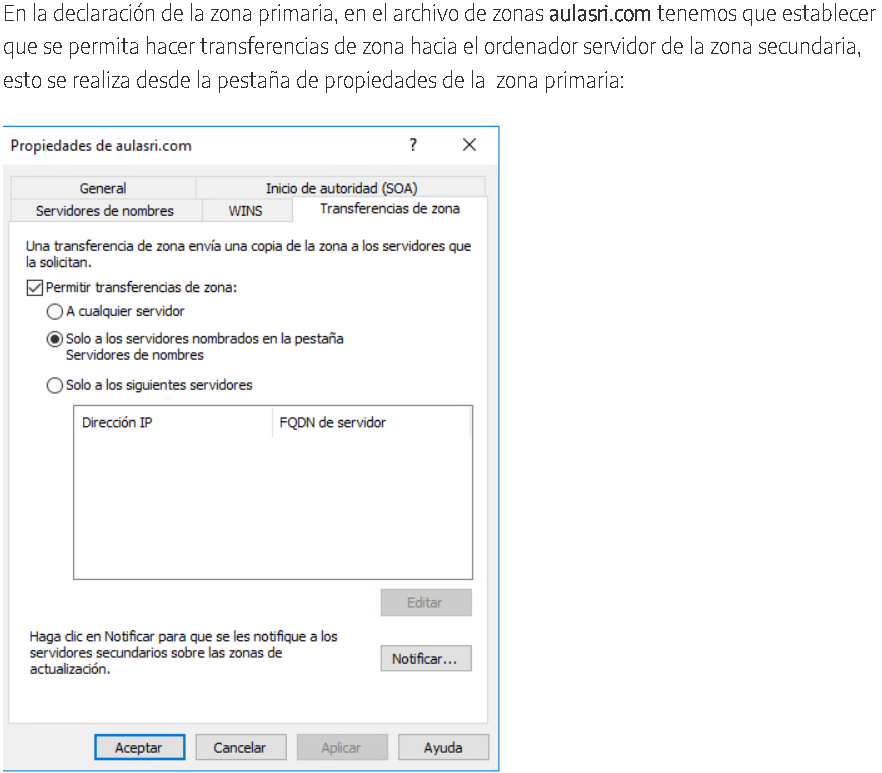 En la declaración de la zona primaria, en el archivo de zonas aulasri.com tenemos que establecer
que se permita hacer transferencias de zona hacia el ordenador servidor de la zona secundaria,
esto se realiza desde la pestaña de propiedades de la zona primaria:
Propiedades de aulasri.com ? ✕
General Inicio de autoridad (SOA)
Servidores de nombres WINS Transferencias de zona
Una transferencia de zona envía una copia de la zona a los servidores que
la solicitan.
Permitir transferencias de zona:
A cualquier servidor
Solo a los servidores nombrados en la pestaña
Servidores de nombres
Solo a los siguientes servidores
Dirección IP FQDN de servidor
Editar
Haga clic en Notificar para que se les notifique a los
servidores secundarios sobre las zonas de
actualización.
Notificar...
Aceptar Cancelar Aplicar Ayuda